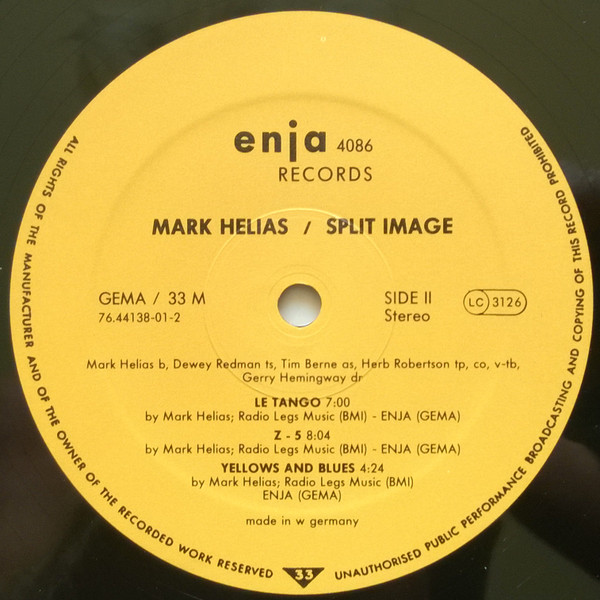 enja 4086
RECORDS
MARK HELIAS / SPLIT IMAGE
GEMA / 33 M
76.44138-01-2
SIDE II
Stereo
LC 3126
Mark Helias b, Dewey Redman ts, Tim Berne as, Herb Robertson tp, co, v-tb,
Gerry Hemingway dr
LE TANGO 7:00
by Mark Helias; Radio Legs Music (BMI) - ENJA (GEMA)
Z - 5 8:04
by Mark Helias; Radio Legs Music (BMI) - ENJA (GEMA)
YELLOWS AND BLUES 4:24
by Mark Helias; Radio Legs Music (BMI)
ENJA (GEMA)
made in w germany
ALL RIGHTS OF THE MANUFACTURER AND OF THE OWNER OF THE RECORDED WORK RESERVED
33
UNAUTHORISED PUBLIC PERFORMANCE BROADCASTING AND COPYING OF THIS RECORD PROHIBITED